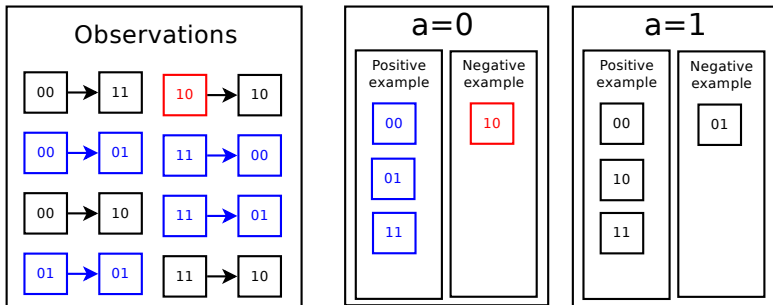 Observations
00 11 10 10
00 01 11 00
00 10 11 01
01 01 11 10
a=0
Positive example
Negative example
00
10
01
11
a=1
Positive example
Negative example
00
01
10
11